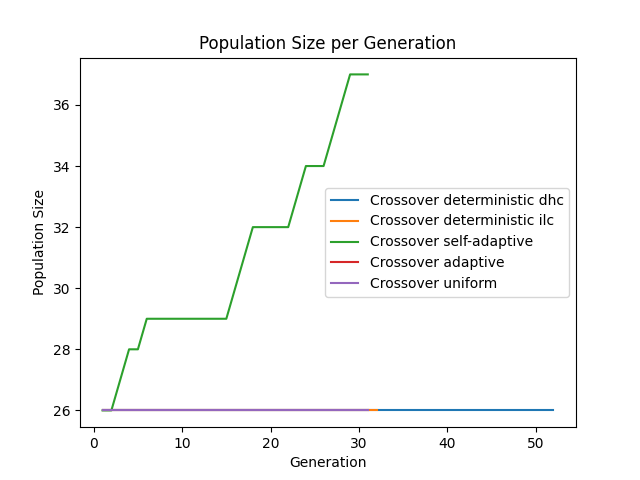 Population Size per Generation
Population Size
36
34
32
30
28
26
Crossover deterministic dhc
Crossover deterministic ilc
Crossover self-adaptive
Crossover adaptive
Crossover uniform
0 10 20 30 40 50
Generation